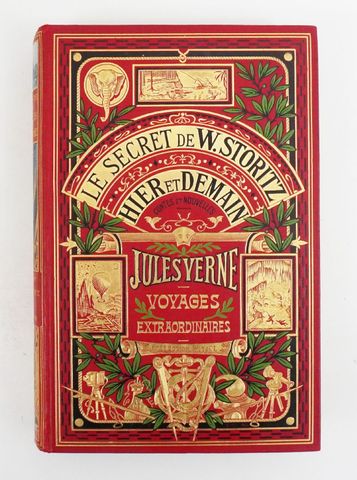 LE SECRET DE W. STORITZ
HIER ET DEMAIN
CONTES ET NOUVELLES
JULES VERNE
VOYAGES
EXTRAORDINAIRES